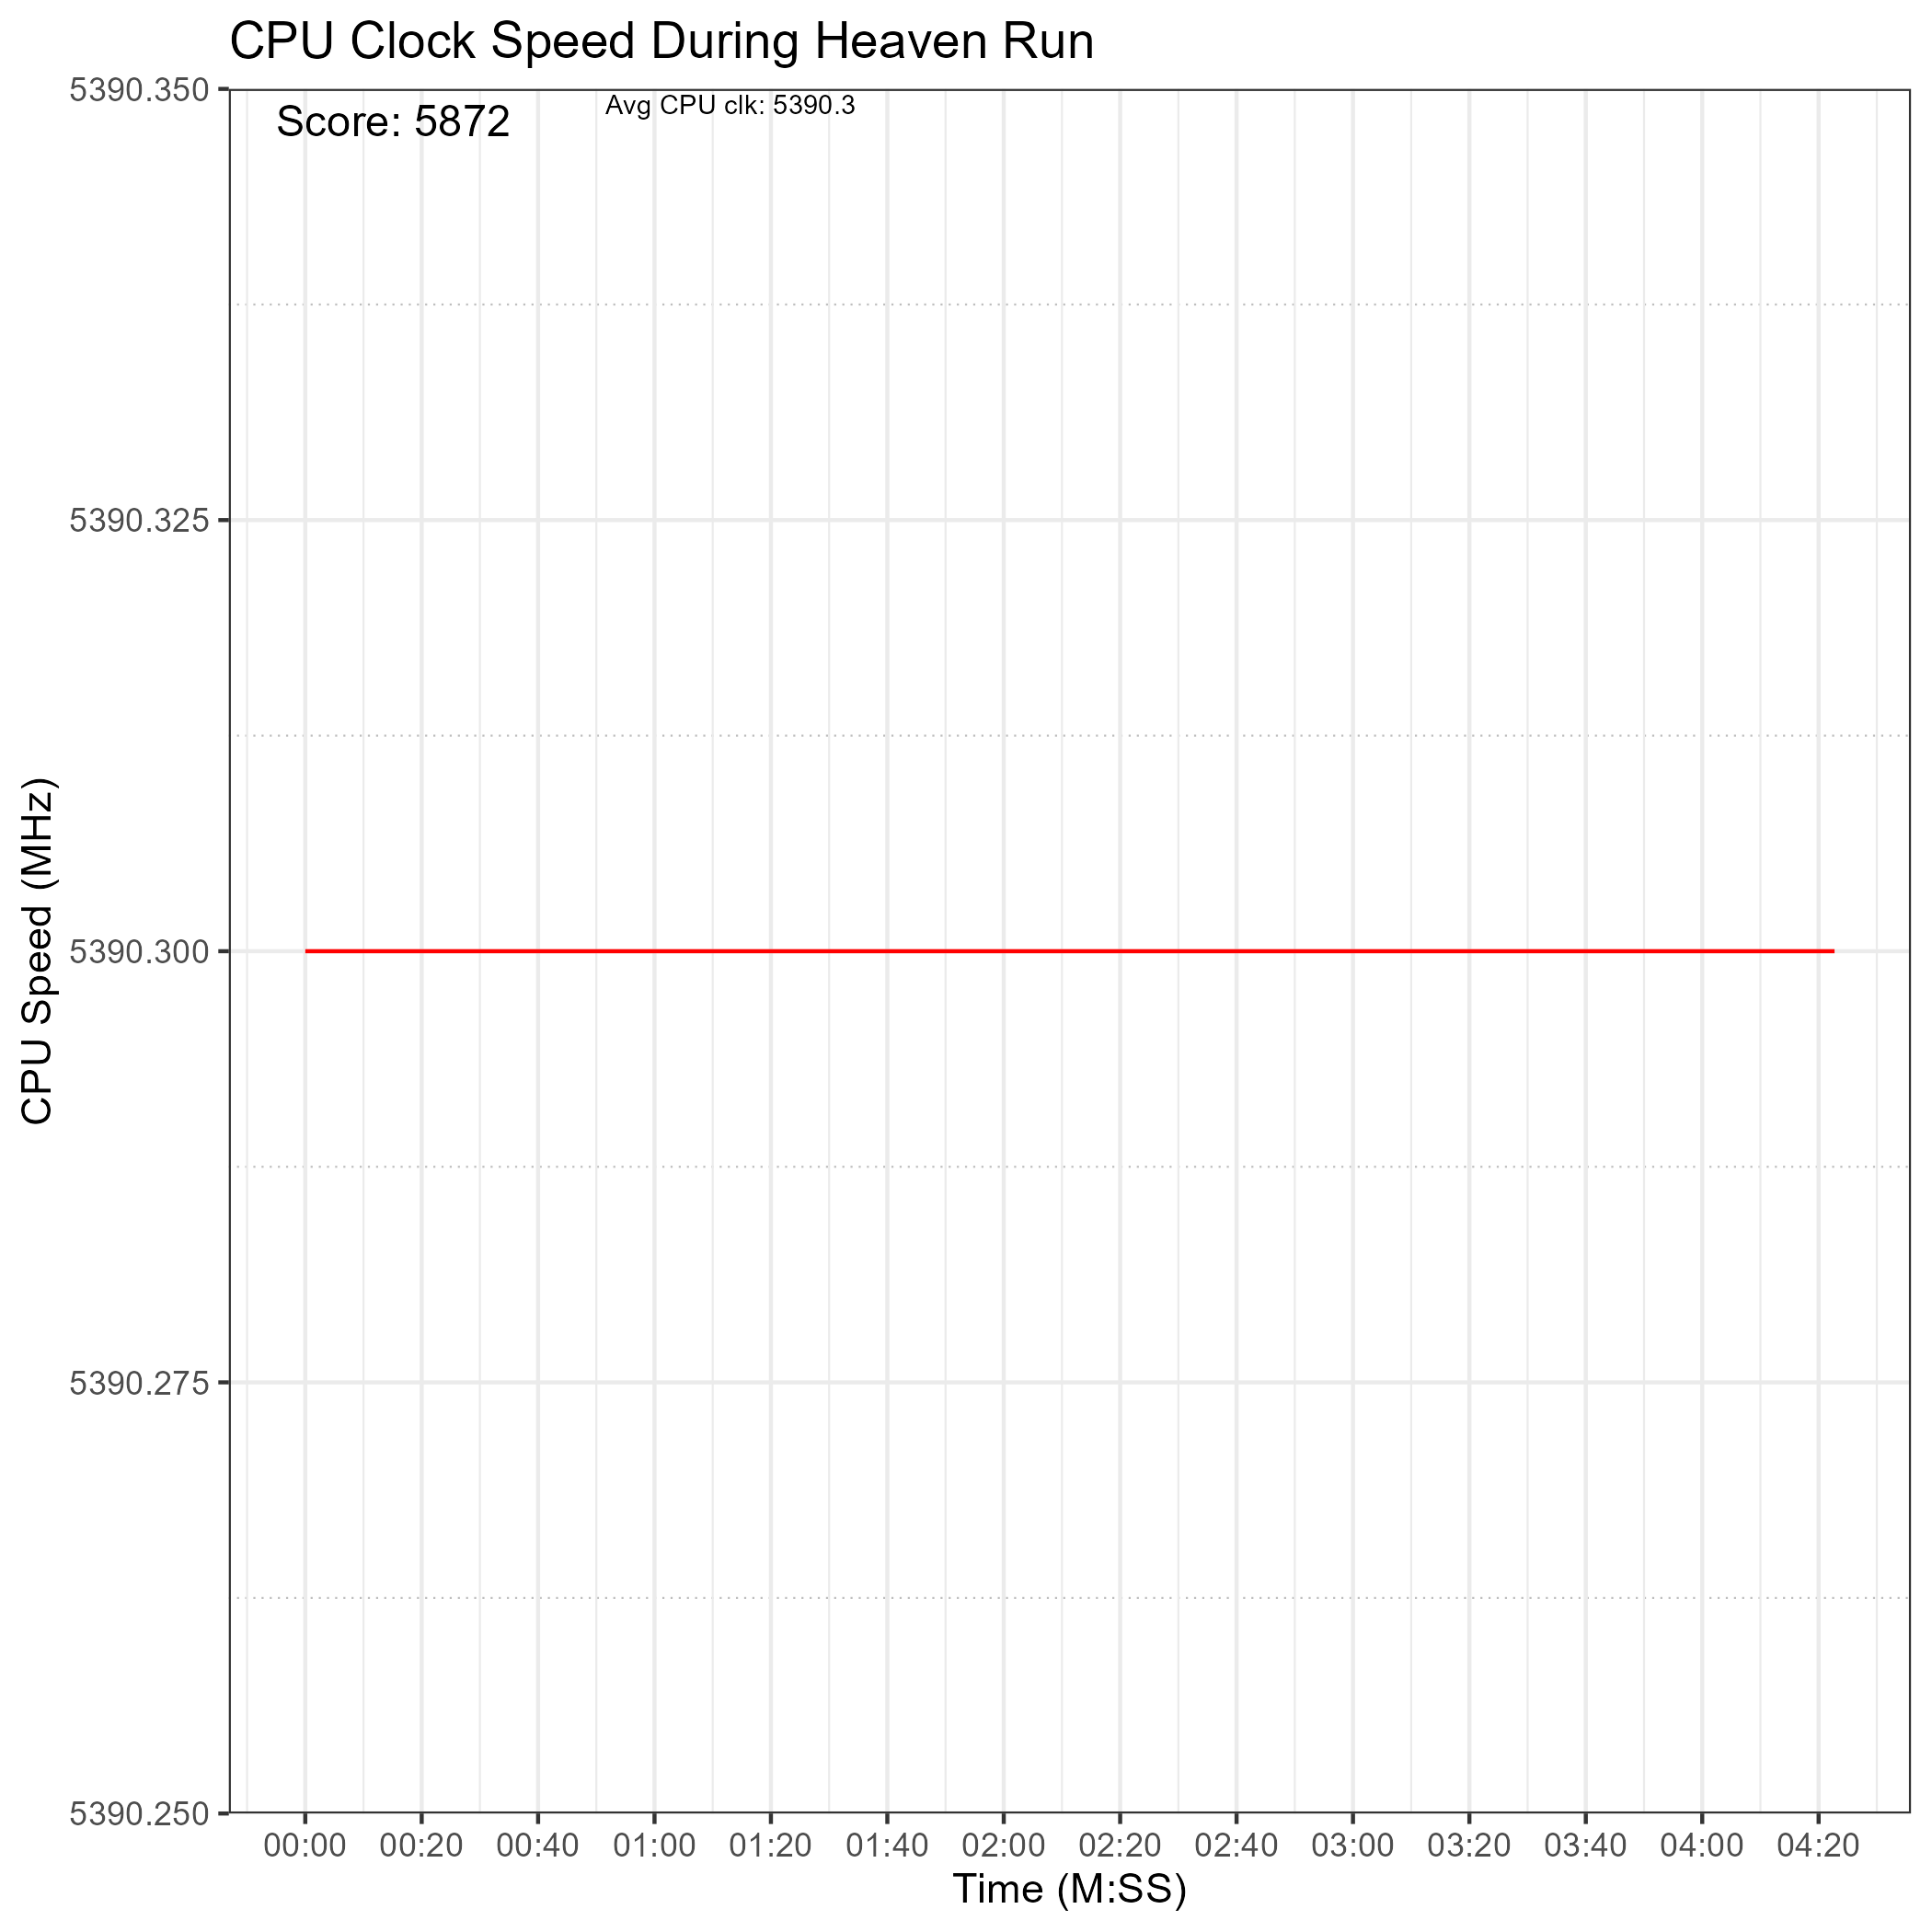 CPU Clock Speed During Heaven Run
Score: 5872
Avg CPU clk: 5390.3
CPU Speed (MHz)
5390.350
5390.325
5390.300
5390.275
5390.250
00:00 00:20 00:40 01:00 01:20 01:40 02:00 02:20 02:40 03:00 03:20 03:40 04:00 04:20
Time (M:SS)